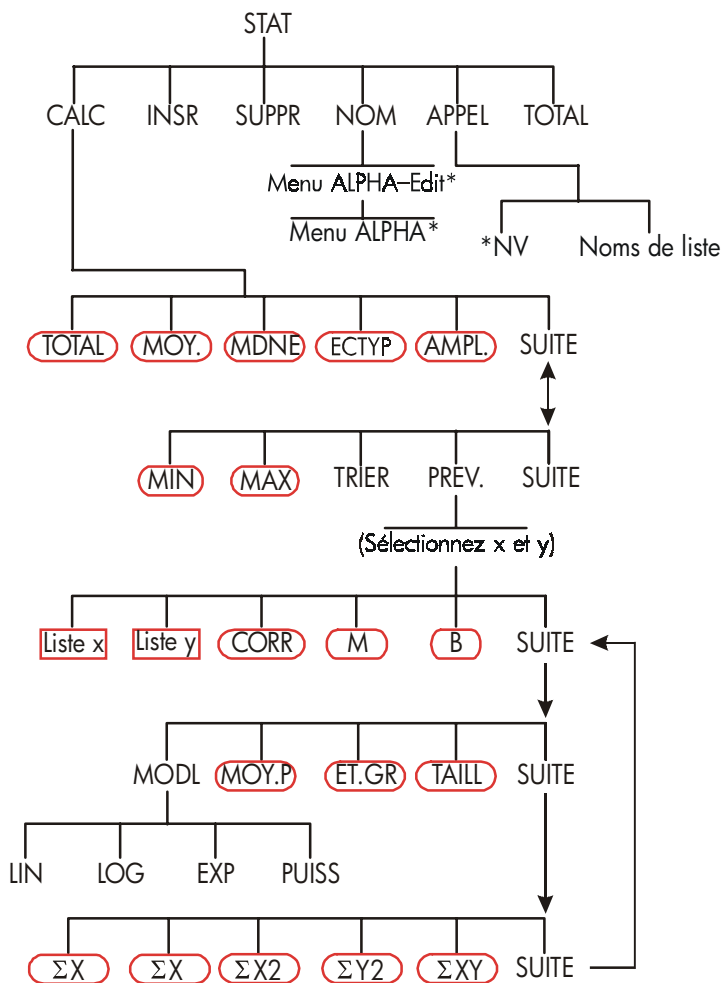 STAT
CALC INSR SUPPR NOM APPEL TOTAL
Menu ALPHA–Edit*
Menu ALPHA*
*NV Noms de liste
TOTAL MOY. MDNE ECTYP AMPL. SUITE
MIN MAX TRIER PREV. SUITE
(Sélectionnez x et y)
Liste x Liste y CORR M B SUITE
MODL MOY.P ET.GR TAILL SUITE
LIN LOG EXP PUISS
ΣX ΣX ΣX2 ΣY2 ΣXY SUITE